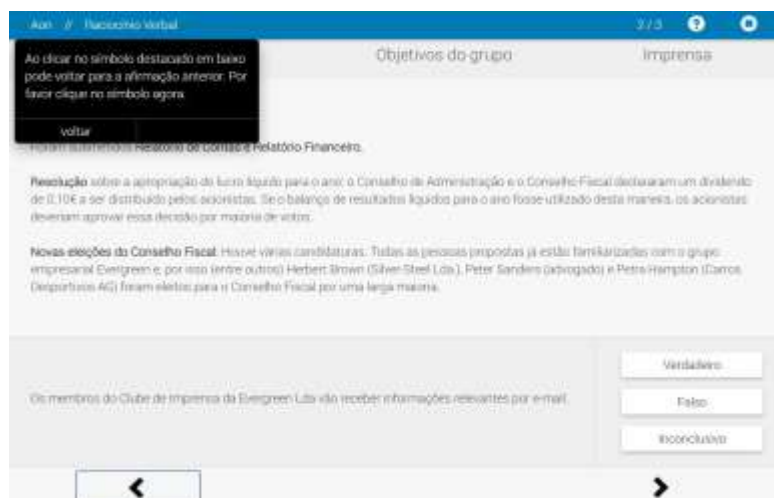 Aon // Raciocínio Verbal 2/3 ?
Ao clicar no símbolo destacado em baixo
pode voltar para a afirmação anterior. Por
favor clique no símbolo agora.
voltar
Objetivos do grupo Imprensa
Foram submetidos Relatório de Contas e Relatório Financeiro.
Resolução sobre a apropriação do lucro líquido para o ano: o Conselho de Administração e o Conselho Fiscal declararam um dividendo
de 0,10€ a ser distribuído pelos acionistas. Se o balanço de resultados líquidos para o ano fosse utilizado desta maneira, os acionistas
deveriam aprovar essa decisão por maioria de votos.
Novas eleições do Conselho Fiscal: Houve várias candidaturas. Todas as pessoas propostas já estão familiarizadas com o grupo
empresarial Evergreen e, por isso (entre outros) Herbert Brown (Silver Steel Lda.), Peter Sanders (advogado) e Petra Hampton (Carros
Desportivos AG) foram eleitos para o Conselho Fiscal por uma larga maioria.
Os membros do Clube de Imprensa da Evergreen Lda vão receber informações relevantes por e-mail.
Verdadeiro
Falso
Inconclusivo